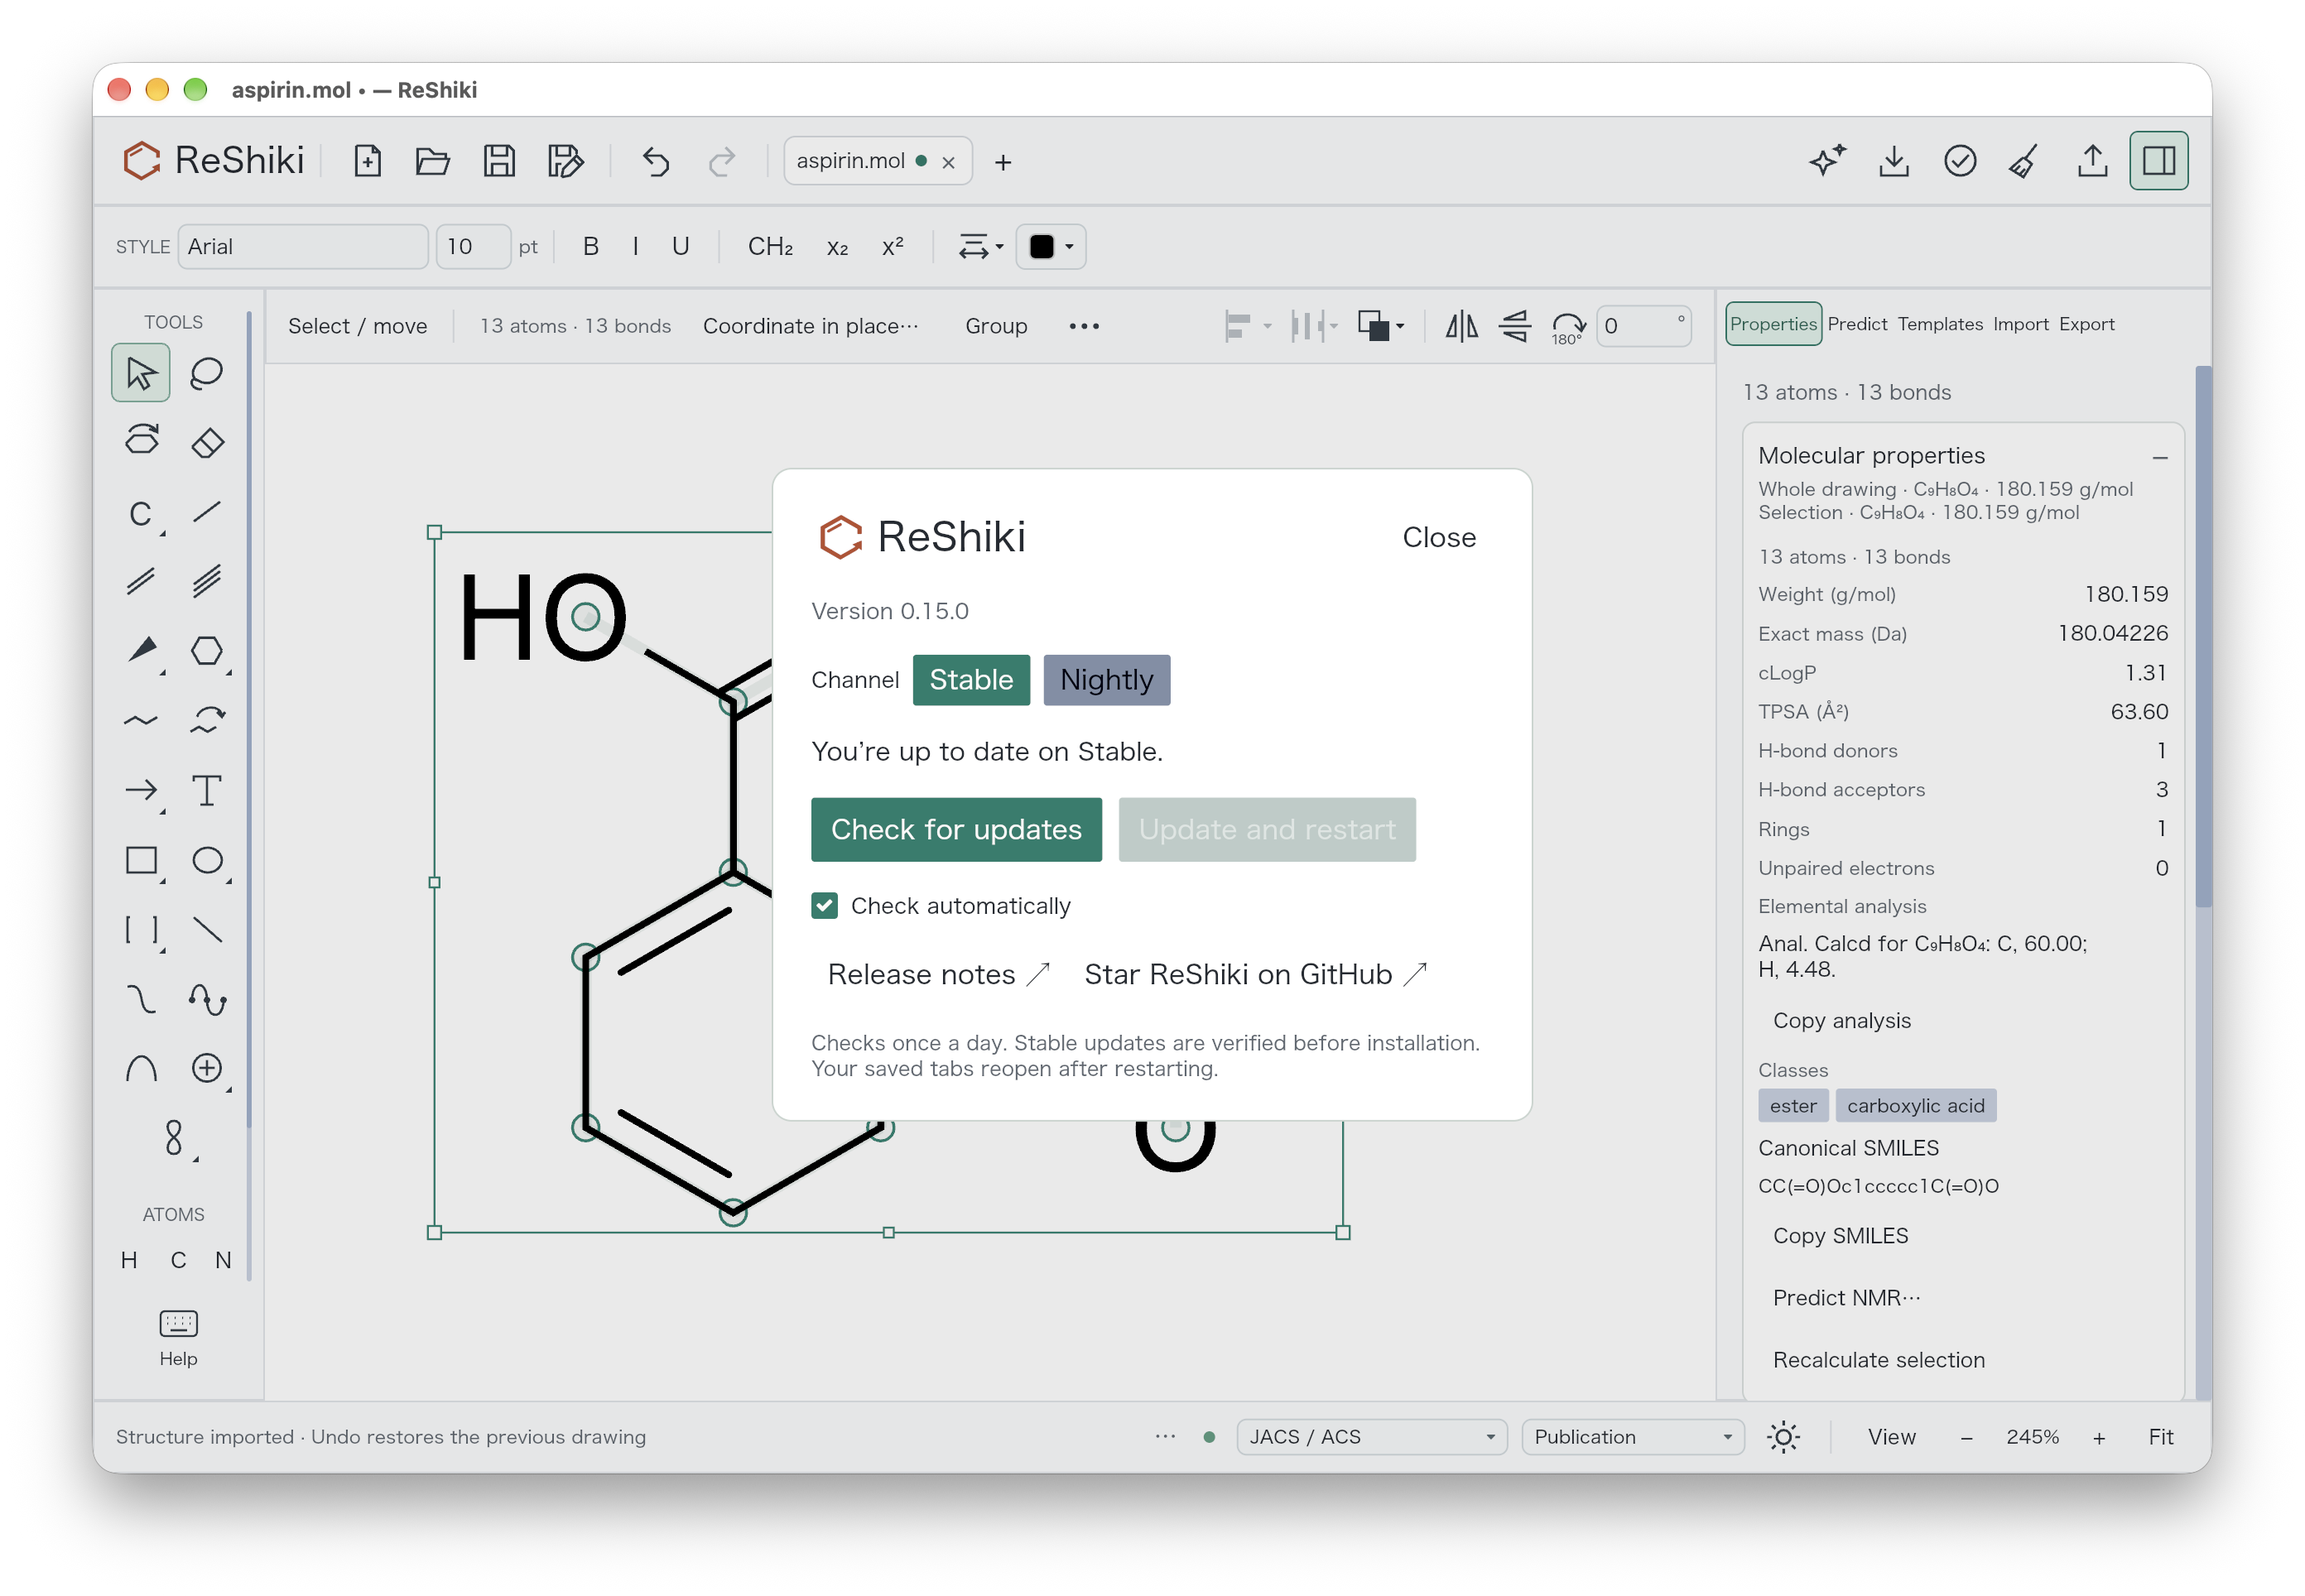 aspirin.mol • — ReShiki
ReShiki
aspirin.mol
STYLE Arial 10 pt B I U CH₂ x₂ x²
TOOLS
Select / move 13 atoms · 13 bonds Coordinate in place··· Group
180°
0 °
Properties Predict Templates Import Export
C
T
ATOMS
H C N
Help
HO
O
ReShiki
Close
Version 0.15.0
Channel Stable Nightly
You’re up to date on Stable.
Check for updates Update and restart
Check automatically
Release notes ↗ Star ReShiki on GitHub ↗
Checks once a day. Stable updates are verified before installation.
Your saved tabs reopen after restarting.
13 atoms · 13 bonds
Molecular properties
Whole drawing · C₉H₈O₄ · 180.159 g/mol
Selection · C₉H₈O₄ · 180.159 g/mol
13 atoms · 13 bonds
Weight (g/mol) 180.159
Exact mass (Da) 180.04226
cLogP 1.31
TPSA (Å²) 63.60
H-bond donors 1
H-bond acceptors 3
Rings 1
Unpaired electrons 0
Elemental analysis
Anal. Calcd for C₉H₈O₄: C, 60.00;
H, 4.48.
Copy analysis
Classes
ester carboxylic acid
Canonical SMILES
CC(=O)Oc1ccccc1C(=O)O
Copy SMILES
Predict NMR···
Recalculate selection
Structure imported · Undo restores the previous drawing
··· JACS / ACS Publication View − 245% + Fit